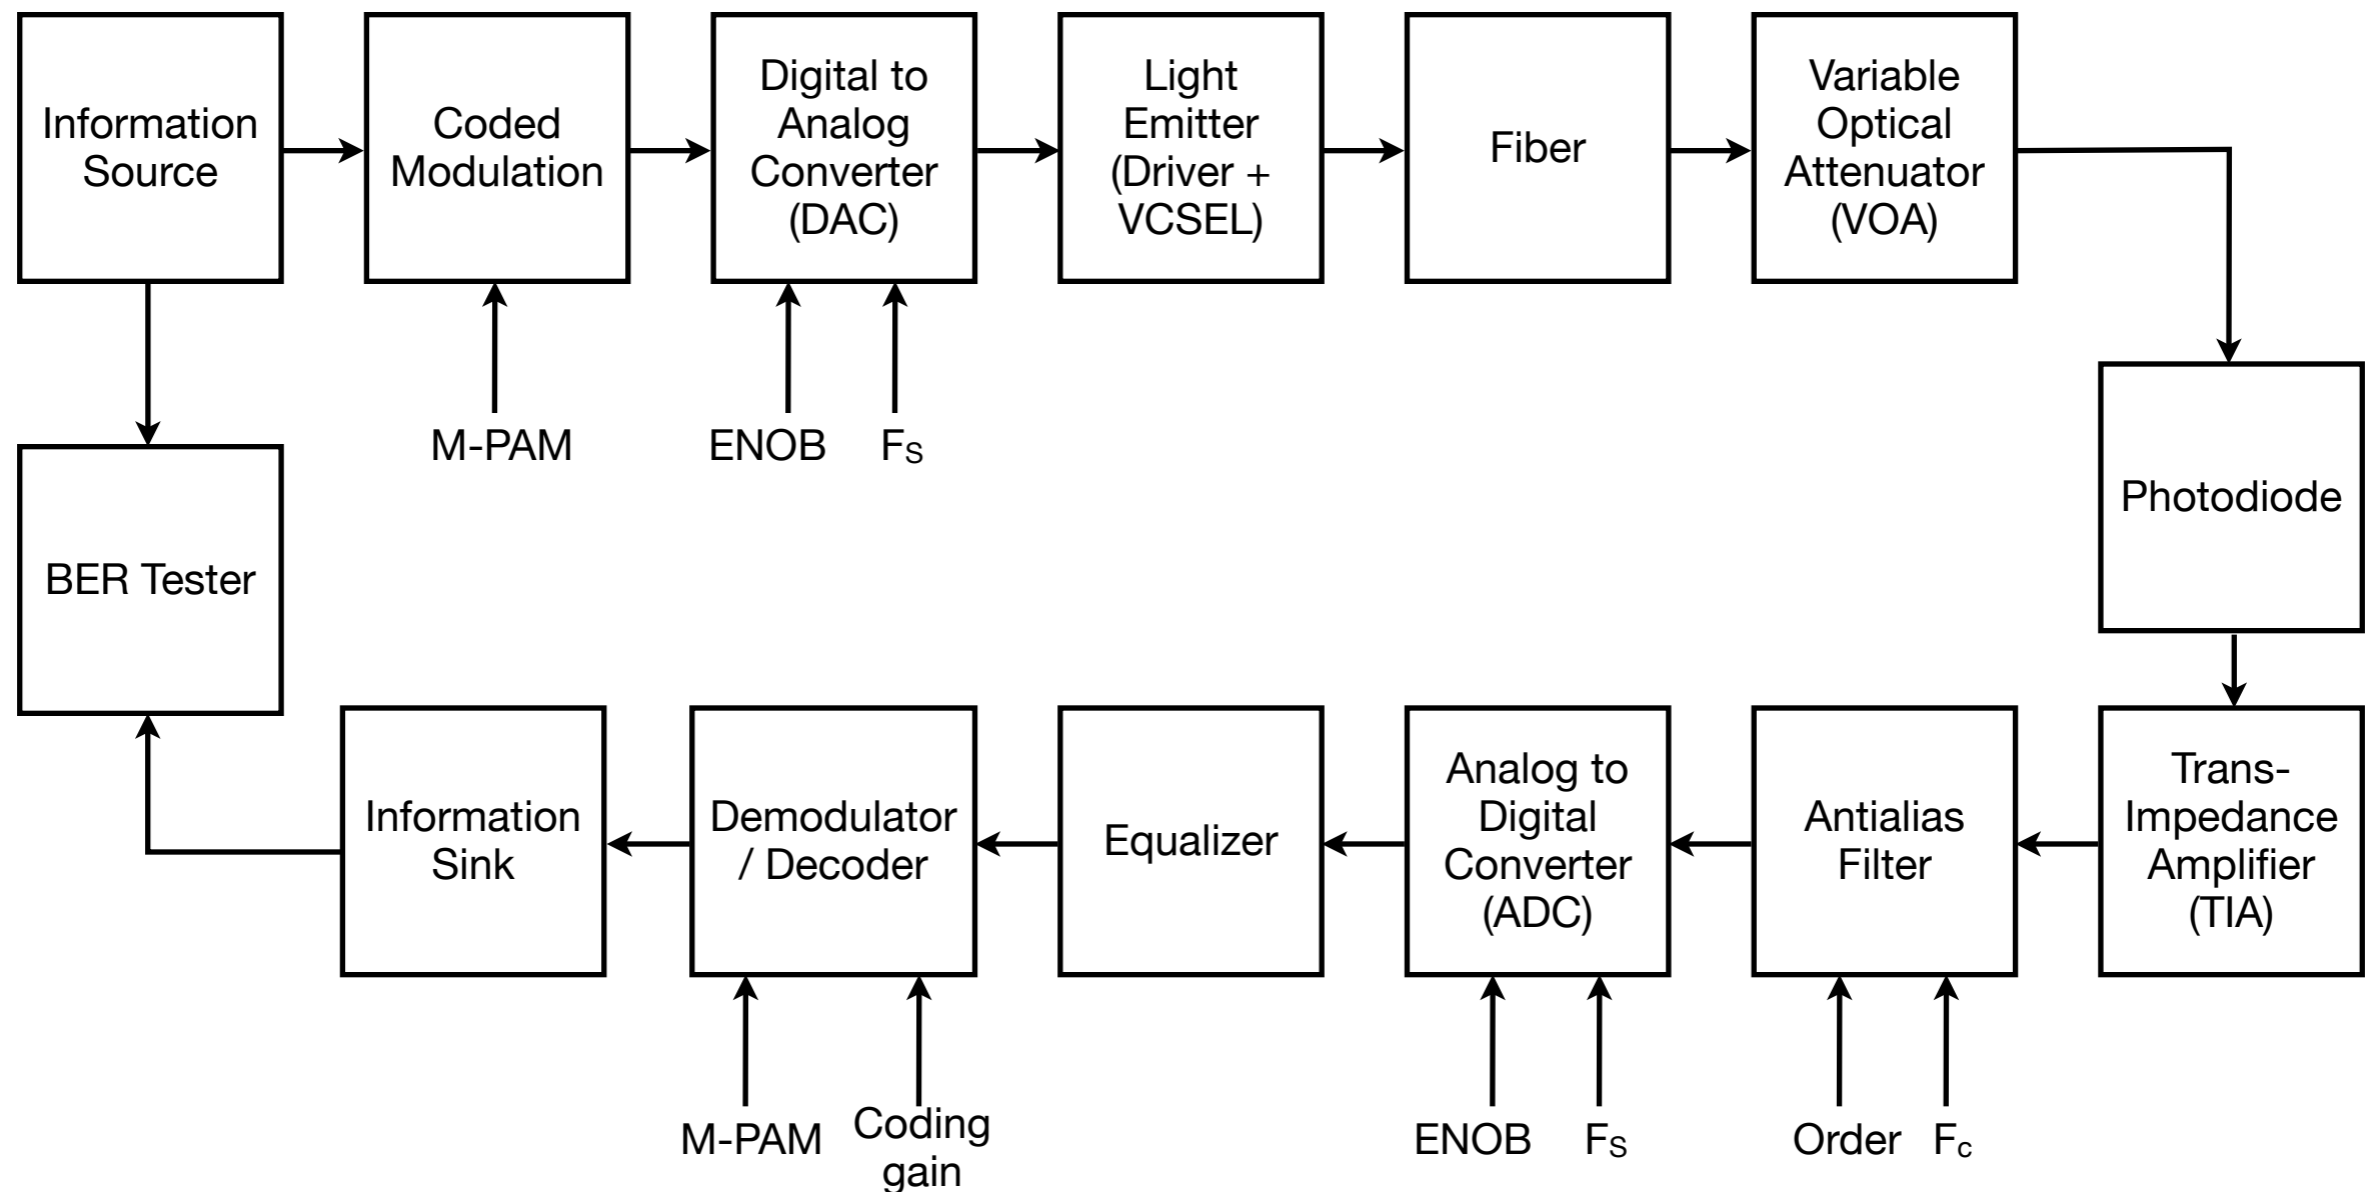 Information
Source
Coded
Modulation
Digital to
Analog
Converter
(DAC)
Light
Emitter
(Driver +
VCSEL)
Fiber
Variable
Optical
Attenuator
(VOA)
M-PAM
ENOB
FS
BER Tester
Photodiode
Information
Sink
Demodulator
/ Decoder
Equalizer
Analog to
Digital
Converter
(ADC)
Antialias
Filter
Trans-
Impedance
Amplifier
(TIA)
M-PAM
Coding
gain
ENOB
FS
Order
Fc